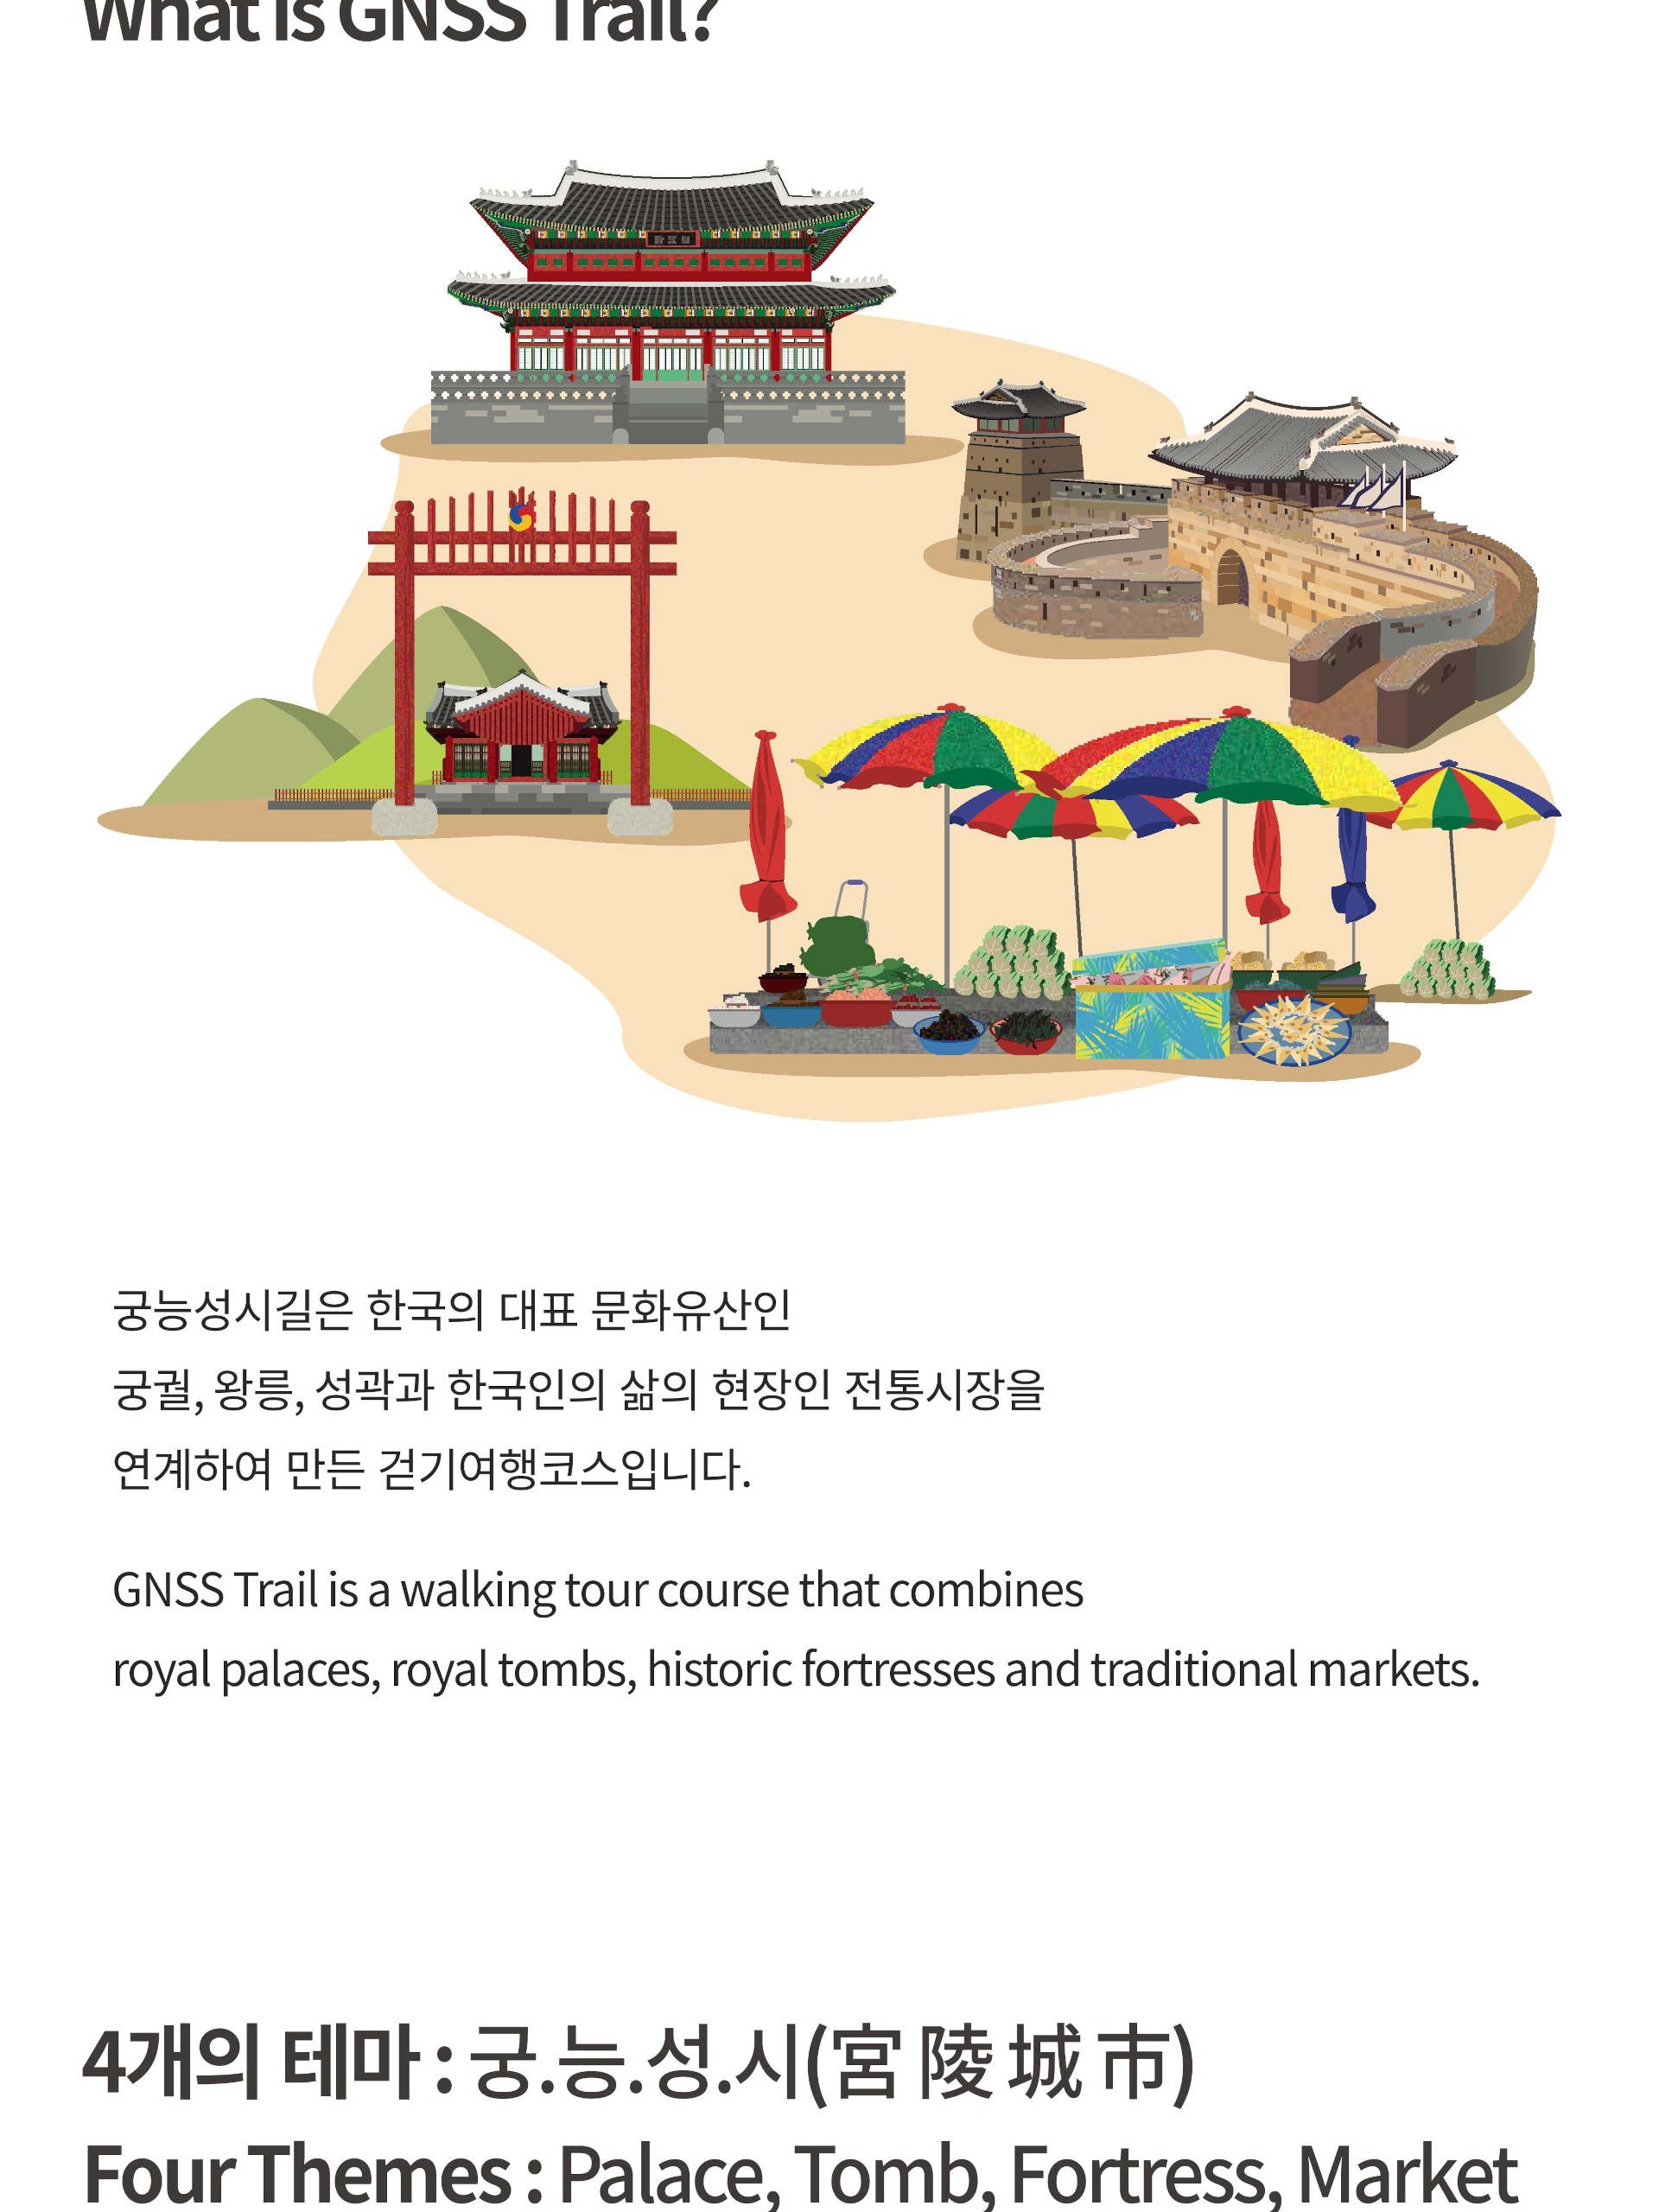 What is GNSS Trail?
궁능성시길은 한국의 대표 문화유산인
궁궐, 왕릉, 성곽과 한국인의 삶의 현장인 전통시장을
연계하여 만든 걷기여행코스입니다.
GNSS Trail is a walking tour course that combines
royal palaces, royal tombs, historic fortresses and traditional markets.
4개의 테마 : 궁.능.성.시(宮 陵 城 市)
Four Themes : Palace, Tomb, Fortress, Market